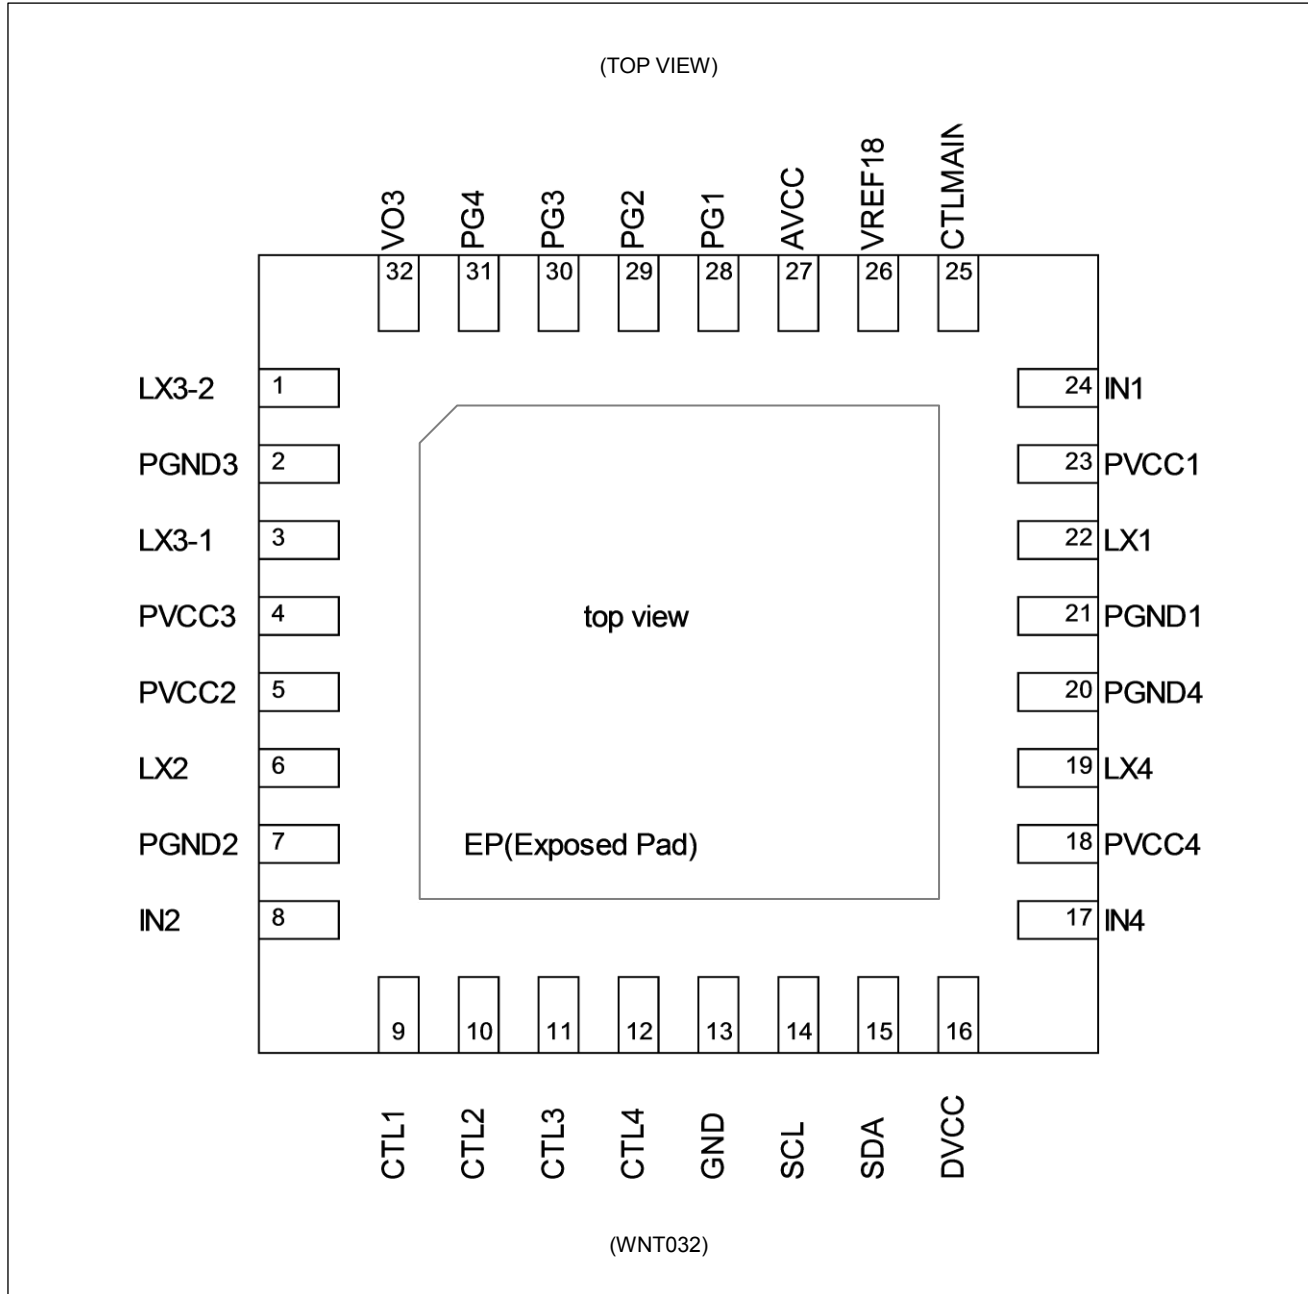 (TOP VIEW)
VO3 PG4 PG3 PG2 PG1 AVCC VREF18 CTLMAIN
32 31 30 29 28 27 26 25
LX3-2 1 24 IN1
PGND3 2 23 PVCC1
LX3-1 3 22 LX1
PVCC3 4 top view 21 PGND1
PVCC2 5 20 PGND4
LX2 6 19 LX4
PGND2 7 EP(Exposed Pad) 18 PVCC4
IN2 8 17 IN4
9 10 11 12 13 14 15 16
CTL1 CTL2 CTL3 CTL4 GND SCL SDA DVCC
(WNT032)